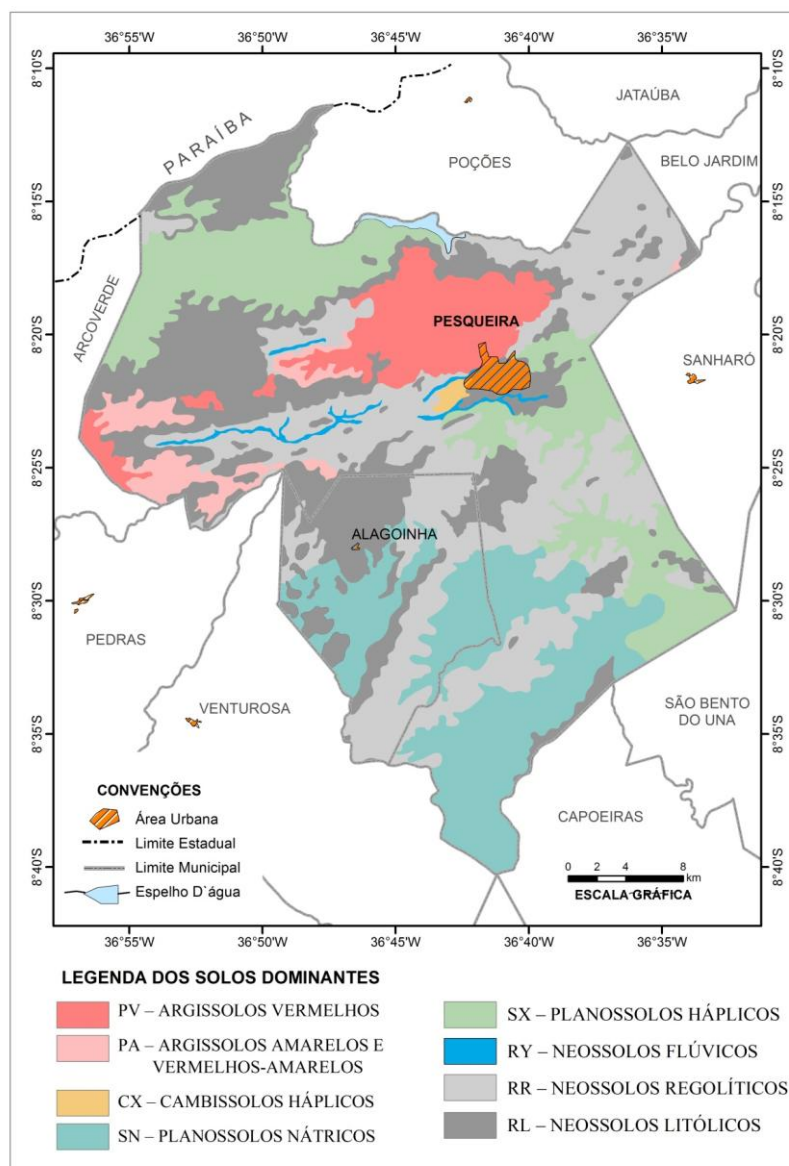 36°55'W 36°50'W 36°45'W 36°40'W 36°35'W
8°10'S 8°10'S
JATAÚBA
PARAÍBA
POÇÕES
BELO JARDIM
8°15'S 8°15'S
ARCOVERDE
PESQUEIRA
8°20'S 8°20'S
SANHARÓ
8°25'S 8°25'S
ALAGOINHA
8°30'S 8°30'S
PEDRAS
VENTUROSA
SÃO BENTO
DO UNA
8°35'S 8°35'S
CONVENÇÕES
Área Urbana
Limite Estadual
Limite Municipal
Espelho D`água
CAPOEIRAS
0 2 4 8
km
ESCALA GRÁFICA
8°40'S 8°40'S
36°55'W 36°50'W 36°45'W 36°40'W 36°35'W
LEGENDA DOS SOLOS DOMINANTES
PV – ARGISSOLOS VERMELHOS
PA – ARGISSOLOS AMARELOS E
VERMELHOS-AMARELOS
CX – CAMBISSOLOS HÁPLICOS
SN – PLANOSSOLOS NÁTRICOS
SX – PLANOSSOLOS HÁPLICOS
RY – NEOSSOLOS FLÚVICOS
RR – NEOSSOLOS REGOLÍTICOS
RL – NEOSSOLOS LITÓLICOS